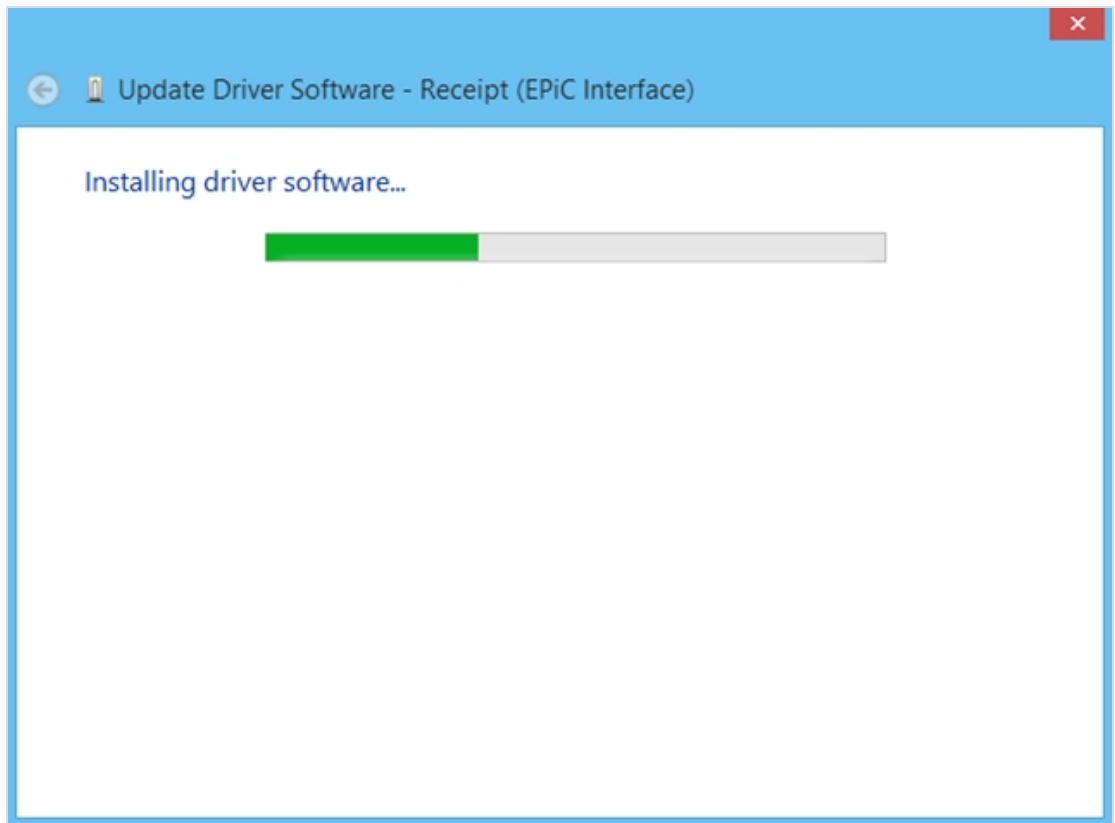 Update Driver Software - Receipt (EPiC Interface)
Installing driver software...